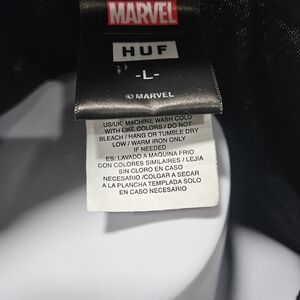 MARVEL
HUF
-L-
© MARVEL
US/UK: MACHINE WASH COLD
WITH LIKE COLORS / DO NOT
BLEACH / HANG OR TUMBLE DRY
LOW / WARM IRON ONLY
IF NEEDED
ES: LAVADO A MAQUINA FRIO
CON COLORES SIMILARES / LEJIA
SIN CLORO EN CASO
NECESARIO /COLGAR A SECAR
A LA PLANCHA TEMPLADA SOLO
EN CASO NECESARIO